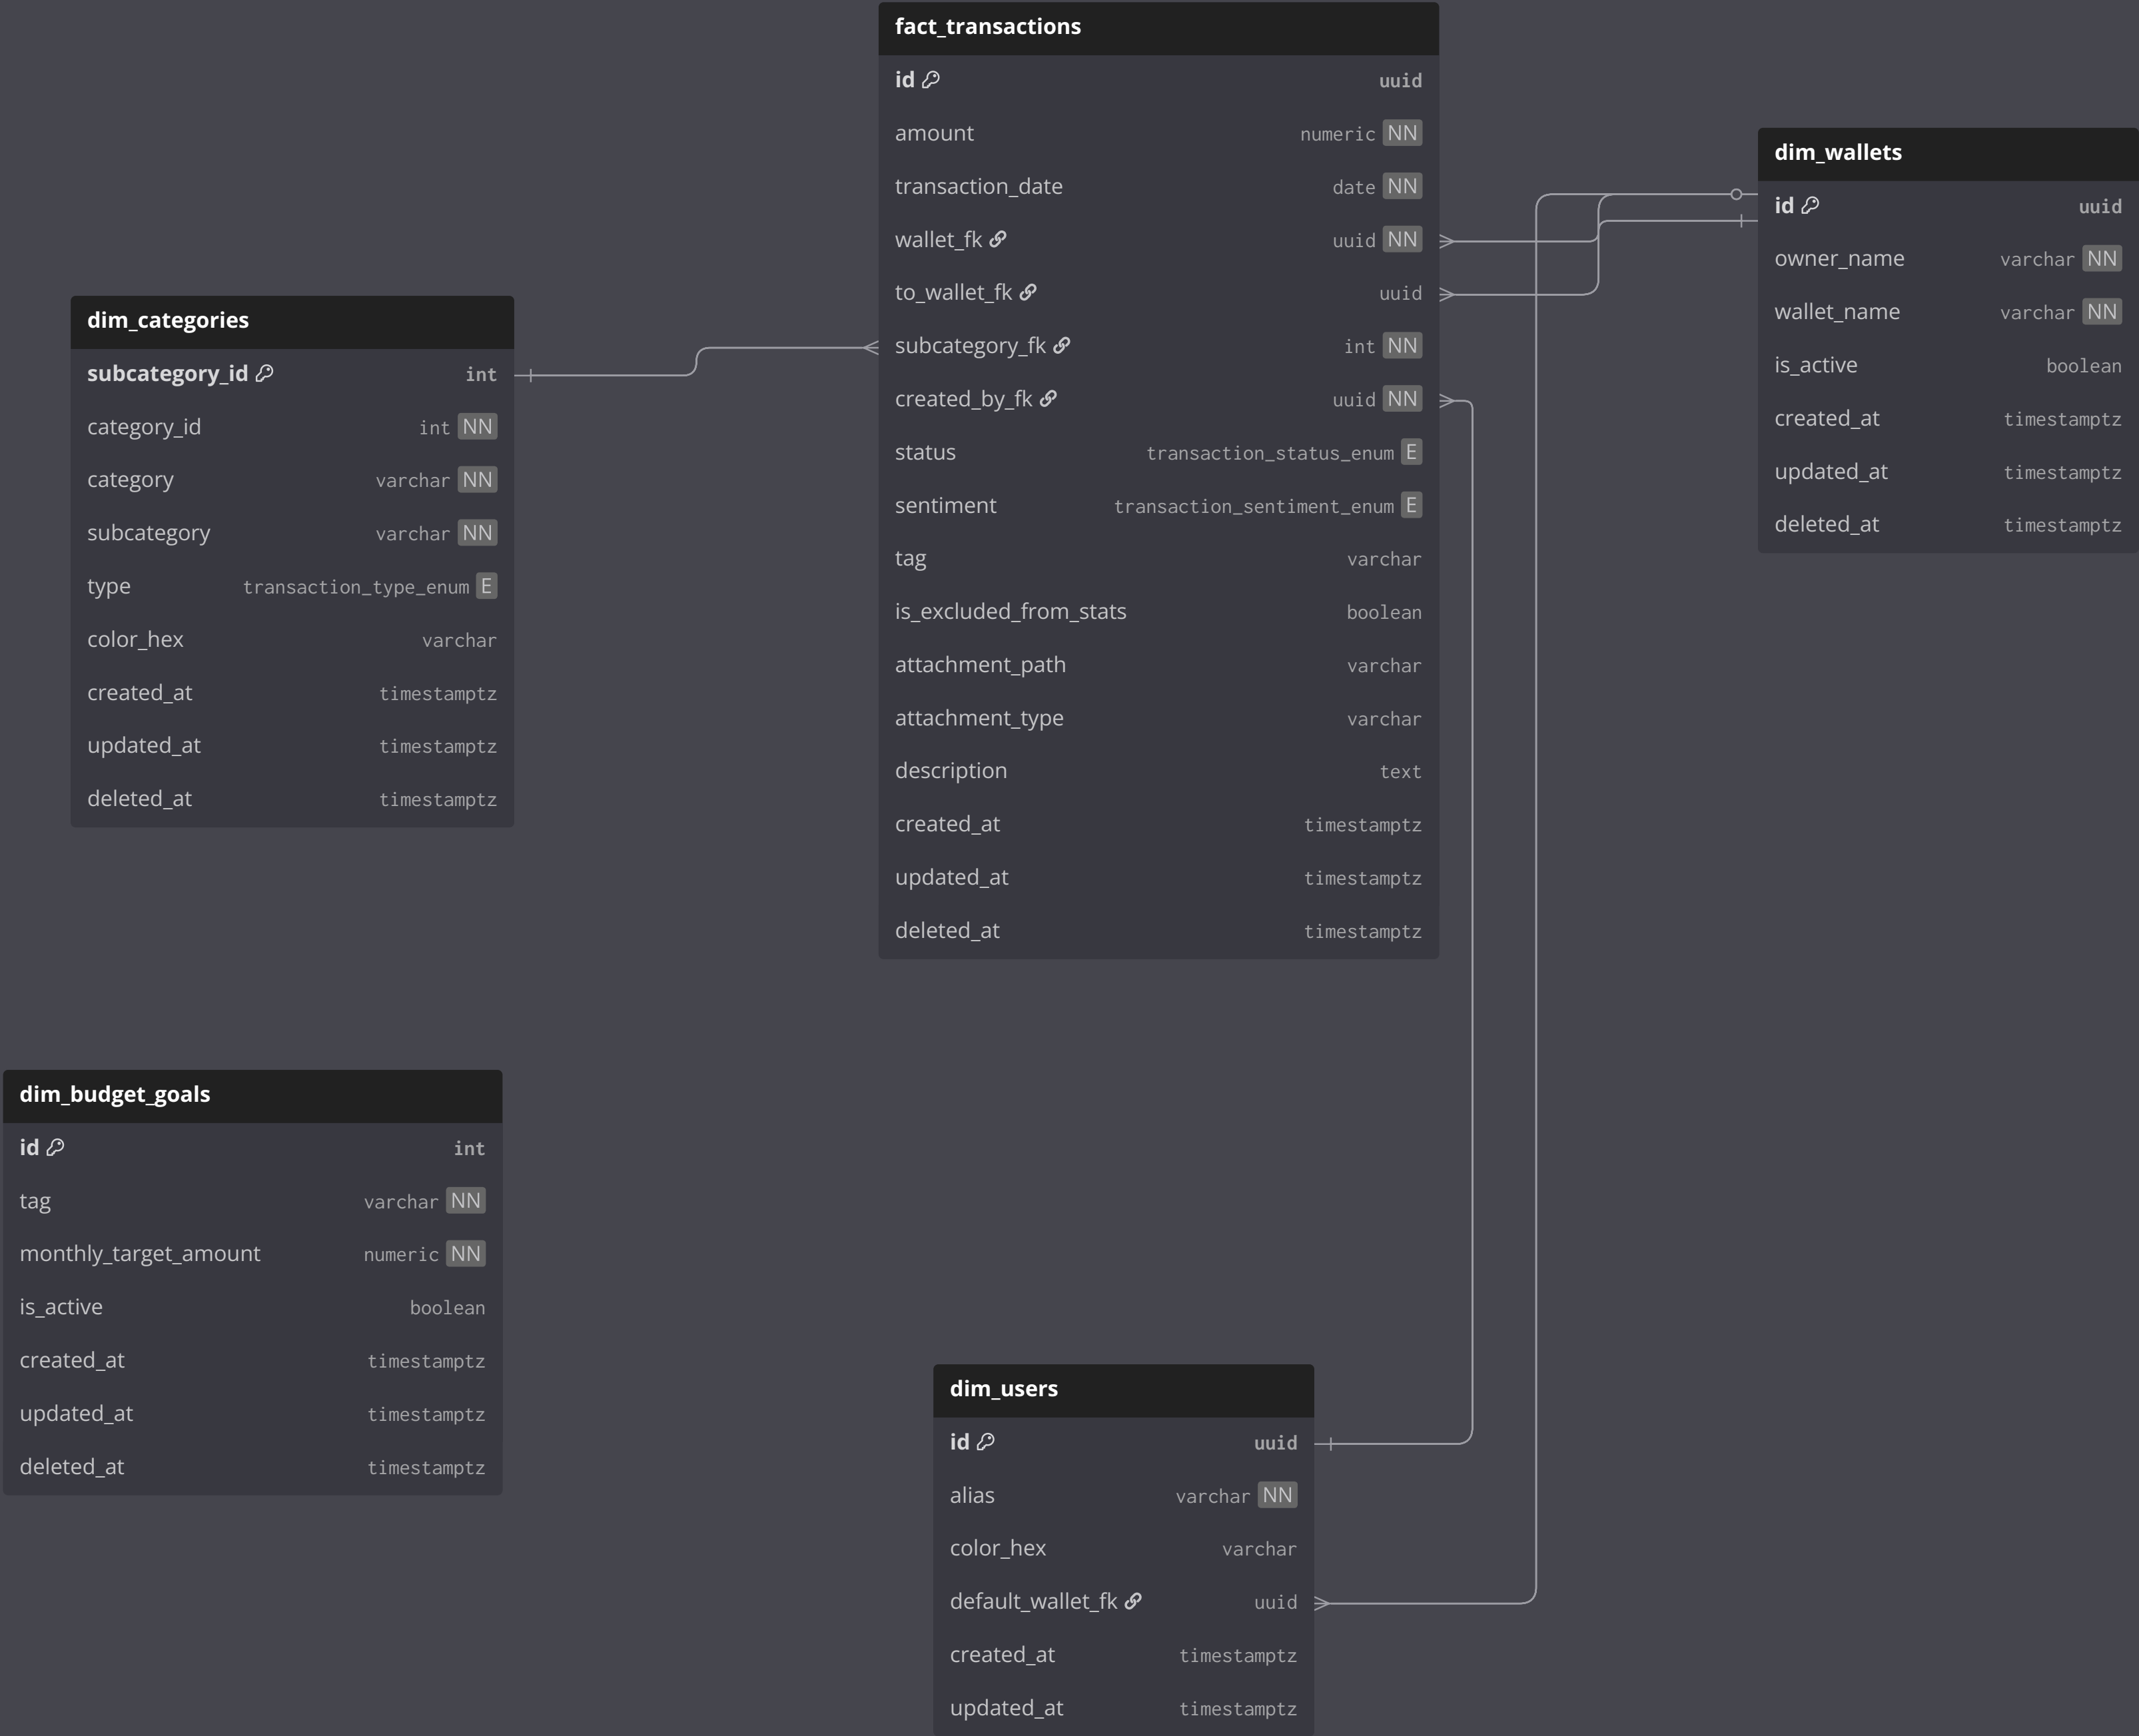 fact_transactions
id uuid
amount numeric NN
transaction_date date NN
wallet_fk uuid NN
to_wallet_fk uuid
subcategory_fk int NN
created_by_fk uuid NN
status transaction_status_enum E
sentiment transaction_sentiment_enum E
tag varchar
is_excluded_from_stats boolean
attachment_path varchar
attachment_type varchar
description text
created_at timestamptz
updated_at timestamptz
deleted_at timestamptz
dim_wallets
id uuid
owner_name varchar NN
wallet_name varchar NN
is_active boolean
created_at timestamptz
updated_at timestamptz
deleted_at timestamptz
dim_categories
subcategory_id int
category_id int NN
category varchar NN
subcategory varchar NN
type transaction_type_enum E
color_hex varchar
created_at timestamptz
updated_at timestamptz
deleted_at timestamptz
dim_budget_goals
id int
tag varchar NN
monthly_target_amount numeric NN
is_active boolean
created_at timestamptz
updated_at timestamptz
deleted_at timestamptz
dim_users
id uuid
alias varchar NN
color_hex varchar
default_wallet_fk uuid
created_at timestamptz
updated_at timestamptz